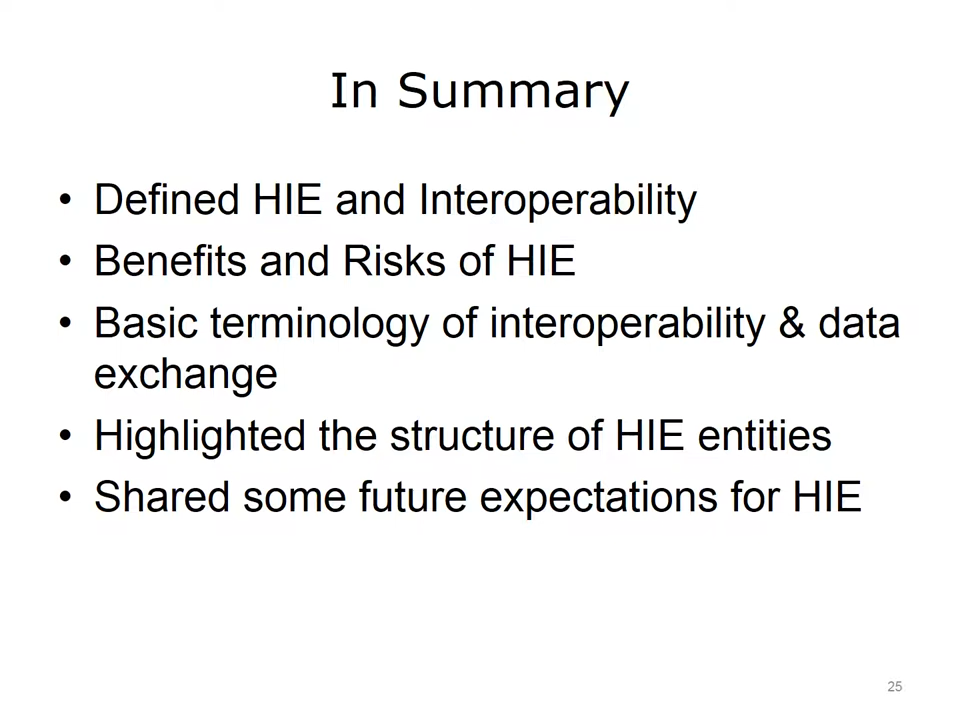 In Summary
• Defined HIE and Interoperability
• Benefits and Risks of HIE
• Basic terminology of interoperability & data
exchange
• Highlighted the structure of HIE entities
• Shared some future expectations for HIE
25